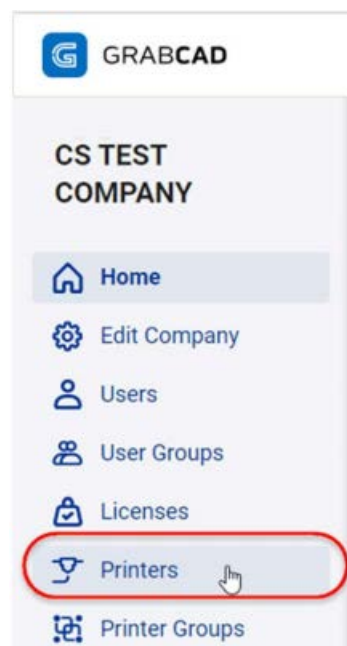 GRABCAD
CS TEST
COMPANY
Home
Edit Company
Users
User Groups
Licenses
Printers
Printer Groups